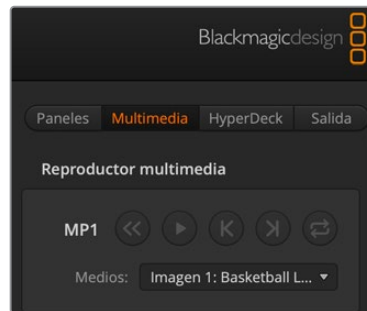 Blackmagicdesign
Paneles Multimedia HyperDeck Salida
Reproductor multimedia
MP1
Medios: Imagen 1: Basketball L...